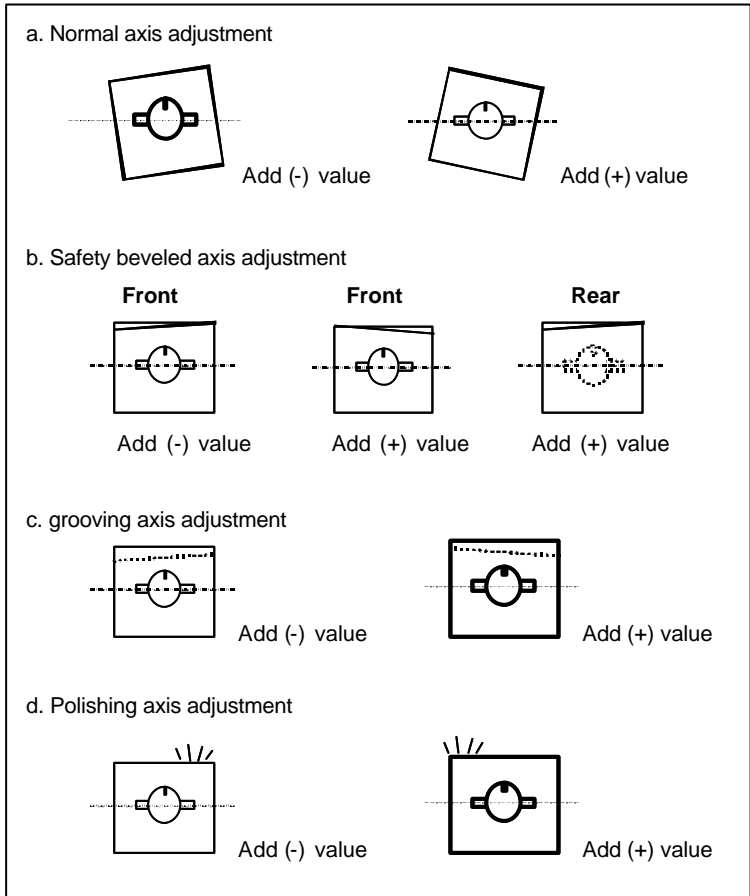 a. Normal axis adjustment
Add (-) value
Add (+) value
b. Safety beveled axis adjustment
Front Front Rear
Add (-) value Add (+) value Add (+) value
c. grooving axis adjustment
Add (-) value
Add (+) value
d. Polishing axis adjustment
Add (-) value
Add (+) value